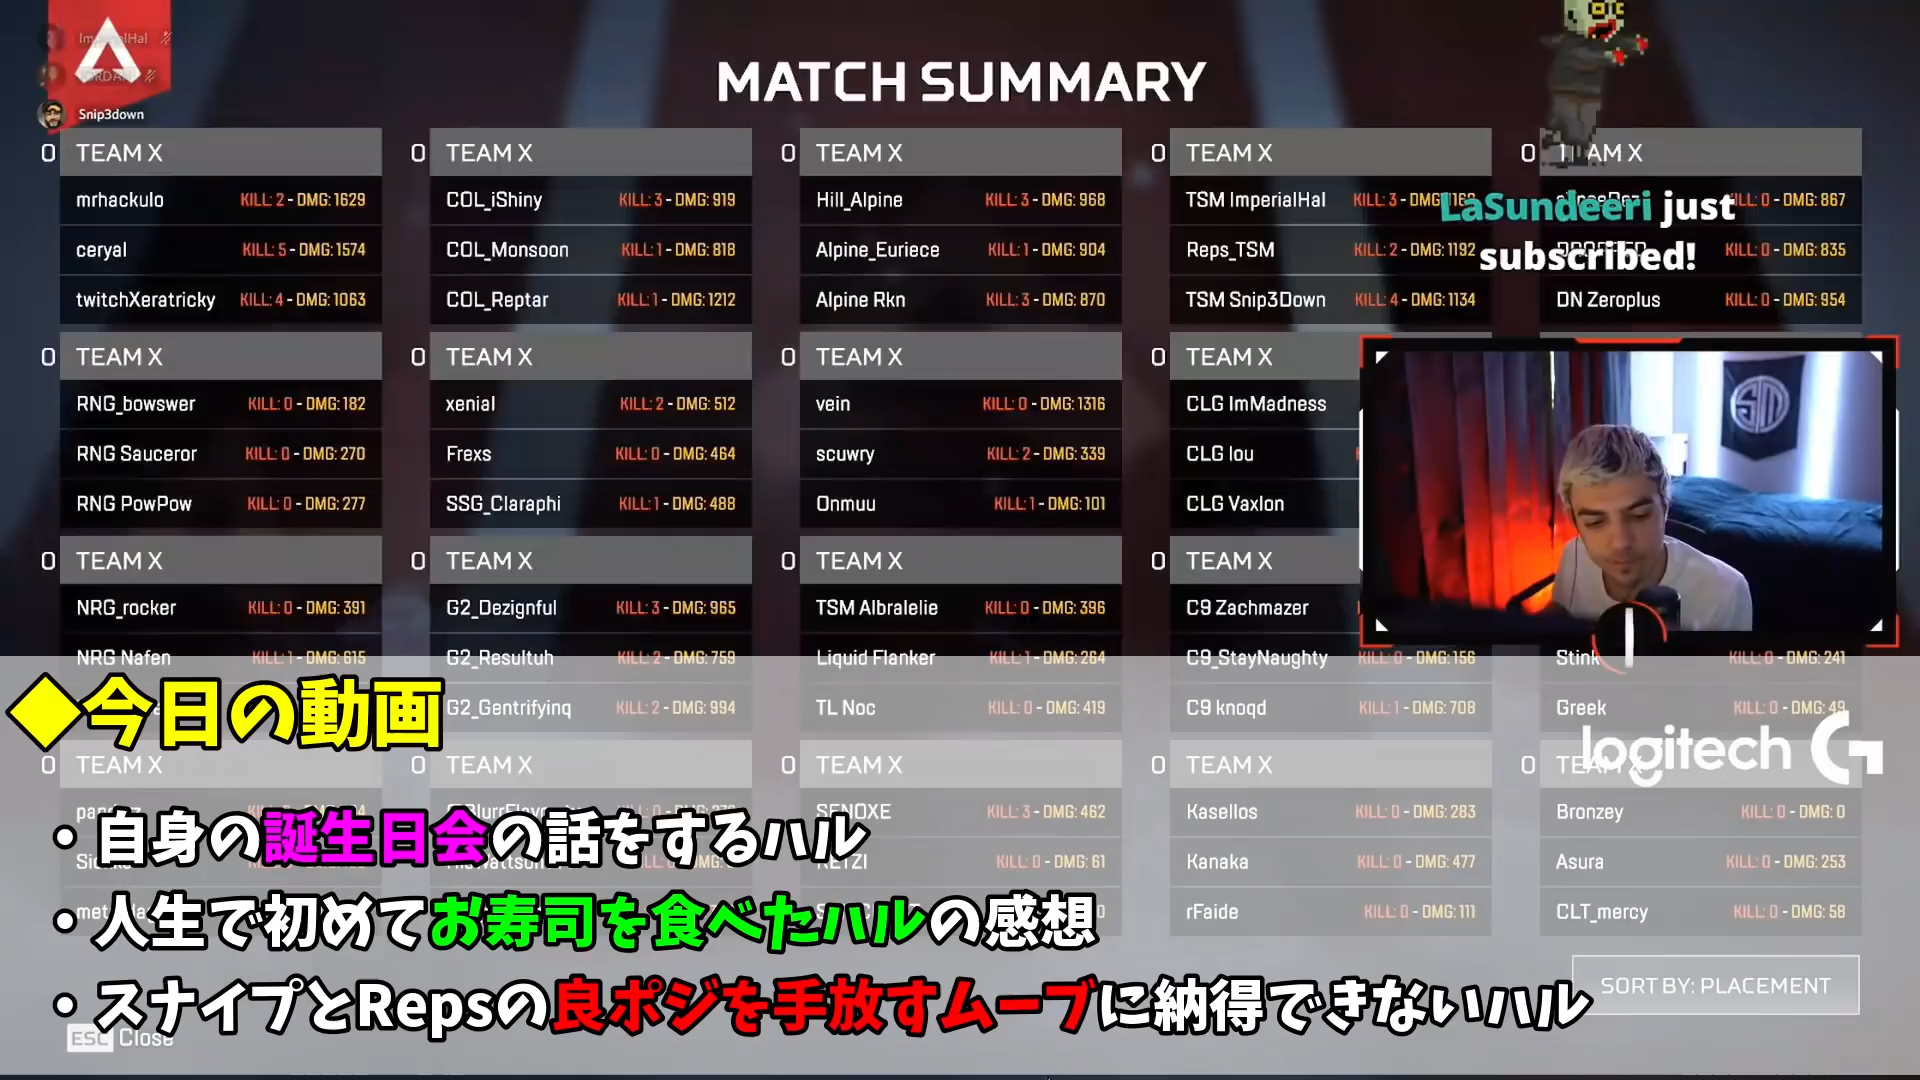 ImperialHal
JORDAN
Snip3down
MATCH SUMMARY
0 TEAM X
mrhackulo KILL: 2 - DMG: 1629
ceryal KILL: 5 - DMG: 1574
twitchXeratricky KILL: 4 - DMG: 1063
0 TEAM X
COL_iShiny KILL: 3 - DMG: 919
COL_Monsoon KILL: 1 - DMG: 818
COL_Reptar KILL: 1 - DMG: 1212
0 TEAM X
Hill_Alpine KILL: 3 - DMG: 968
Alpine_Euriece KILL: 1 - DMG: 904
Alpine Rkn KILL: 3 - DMG: 870
0 TEAM X
TSM ImperialHal KILL: 3 - DMG:
Reps_TSM KILL: 2 - DMG: 1192
TSM Snip3Down KILL: 4 - DMG: 1134
0 AM X
KILL: 0 - DMG: 867
KILL: 0 - DMG: 835
DN Zeroplus KILL: 0 - DMG: 954
LaSundeeri just
subscribed!
0 TEAM X
RNG_bowswer KILL: 0 - DMG: 182
RNG Sauceror KILL: 0 - DMG: 270
RNG PowPow KILL: 0 - DMG: 277
0 TEAM X
xenial KILL: 2 - DMG: 512
Frexs KILL: 0 - DMG: 464
SSG_Claraphi KILL: 1 - DMG: 488
0 TEAM X
vein KILL: 0 - DMG: 1316
scuwry KILL: 2 - DMG: 339
Onmuu KILL: 1 - DMG: 101
0 TEAM X
CLG ImMadness
CLG lou
CLG Vaxlon
0 TEAM X
NRG_rocker KILL: 0 - DMG: 391
NRG Nafen KILL: 1 - DMG: 615
0 TEAM X
G2_Dezignful KILL: 3 - DMG: 965
G2_Resultuh KILL: 2 - DMG: 759
G2_Gentrifyinq KILL: 2 - DMG: 994
0 TEAM X
TSM Albralelie KILL: 0 - DMG: 396
Liquid Flanker KILL: 1 - DMG: 264
TL Noc KILL: 0 - DMG: 419
0 TEAM X
C9 Zachmazer
C9_StayNaughty KILL: 0 - DMG: 156
C9 knoqd KILL: 1 - DMG: 708
Stink KILL: 0 - DMG: 241
Greek KILL: 0 - DMG: 49
logitech G
◆今日の動画
0 TEAM X
0 TEAM X
0 TEAM X
SENOXE KILL: 3 - DMG: 462
KILL: 0 - DMG: 61
0 TEAM X
Kasellos KILL: 0 - DMG: 283
Kanaka KILL: 0 - DMG: 477
rFaide KILL: 0 - DMG: 111
0 TEAM X
Bronzey KILL: 0 - DMG: 0
Asura KILL: 0 - DMG: 253
CLT_mercy KILL: 0 - DMG: 58
・自身の誕生日会の話をするハル
・人生で初めてお寿司を食べたハルの感想
・スナイプとRepsの良ポジを手放すムーブに納得できないハル
SORT BY: PLACEMENT
ESC Close